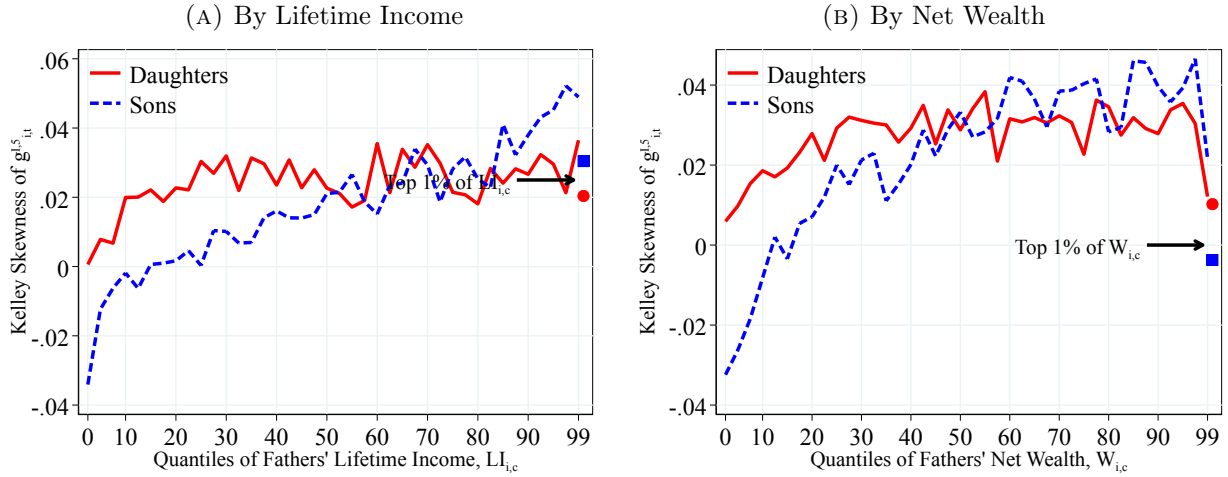 (A) By Lifetime Income
Kelley Skewness of g^{1,5}_{i,t}
.06
.04
.02
0
-.02
-.04
Daughters
Sons
Top 1% of LI_{i,c}
0 10 20 30 40 50 60 70 80 90 99
Quantiles of Fathers' Lifetime Income, LI_{i,c}
(B) By Net Wealth
Kelley Skewness of g^{1,5}_{i,t}
.04
.02
0
-.02
-.04
Daughters
Sons
Top 1% of W_{i,c}
0 10 20 30 40 50 60 70 80 90 99
Quantiles of Fathers' Net Wealth, W_{i,c}